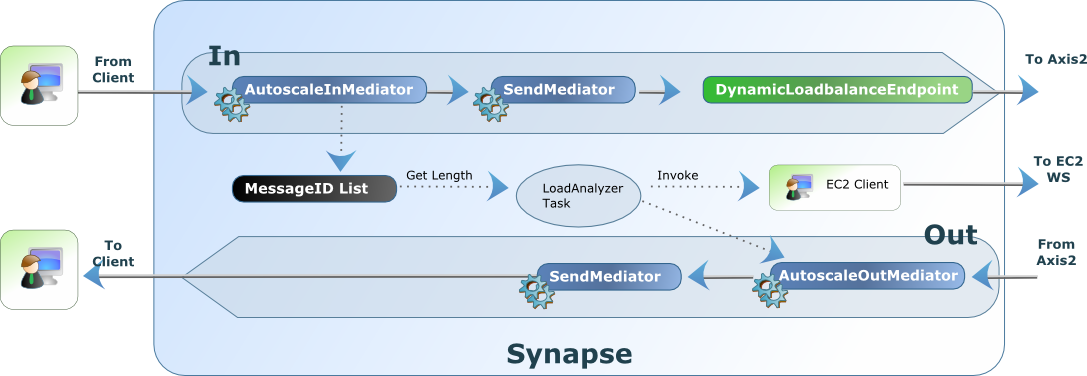 In
From
Client
AutoscaleInMediator
SendMediator
DynamicLoadbalanceEndpoint
To Axis2
MessageID List
Get Length
LoadAnalyzer
Task
Invoke
EC2 Client
To EC2
WS
Out
To
Client
SendMediator
AutoscaleOutMediator
From
Axis2
Synapse